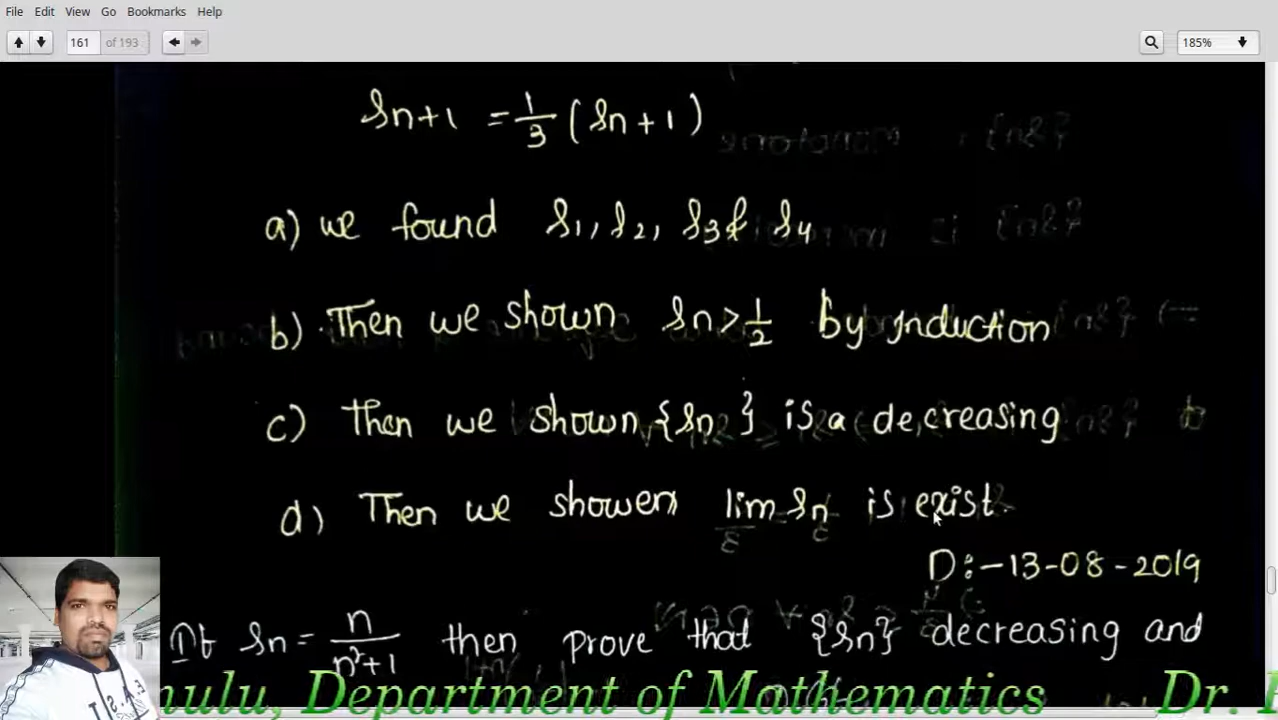 File Edit View Go Bookmarks Help
161 of 193 185%
Sn+1 = 1/3 (Sn + 1)
a) we found S1, S2, S3 & S4
b) Then we shown Sn > 1/2 by induction
c) then we shown {Sn} is a decreasing
d) Then we shower lim Sn is exist.
D:-13-08-2019
If Sn = n/(n²+1) then prove that {Sn} decreasing and
Department of Mathematics Dr.